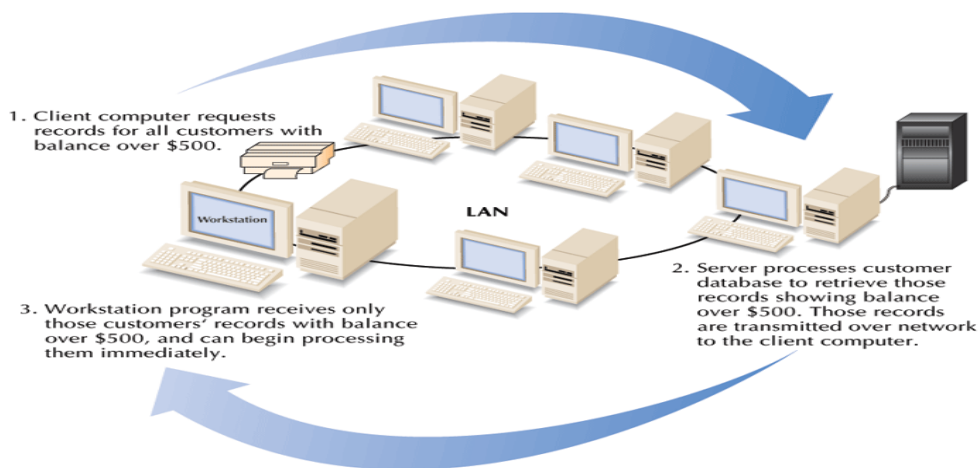 1. Client computer requests
records for all customers with
balance over $500.
Workstation
LAN
2. Server processes customer
database to retrieve those
records showing balance
over $500. Those records
are transmitted over network
to the client computer.
3. Workstation program receives only
those customers‘ records with balance
over $500, and can begin processing
them immediately.